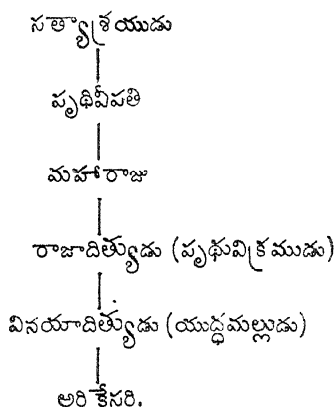 సత్యాశ్రయుడు
పృథివీపతి
మహారాజు
రాజాదిత్యుడు (పృథువిక్రముడు)
వినయాదిత్యుడు (యుద్ధమల్లుడు)
అరి కేసరి.